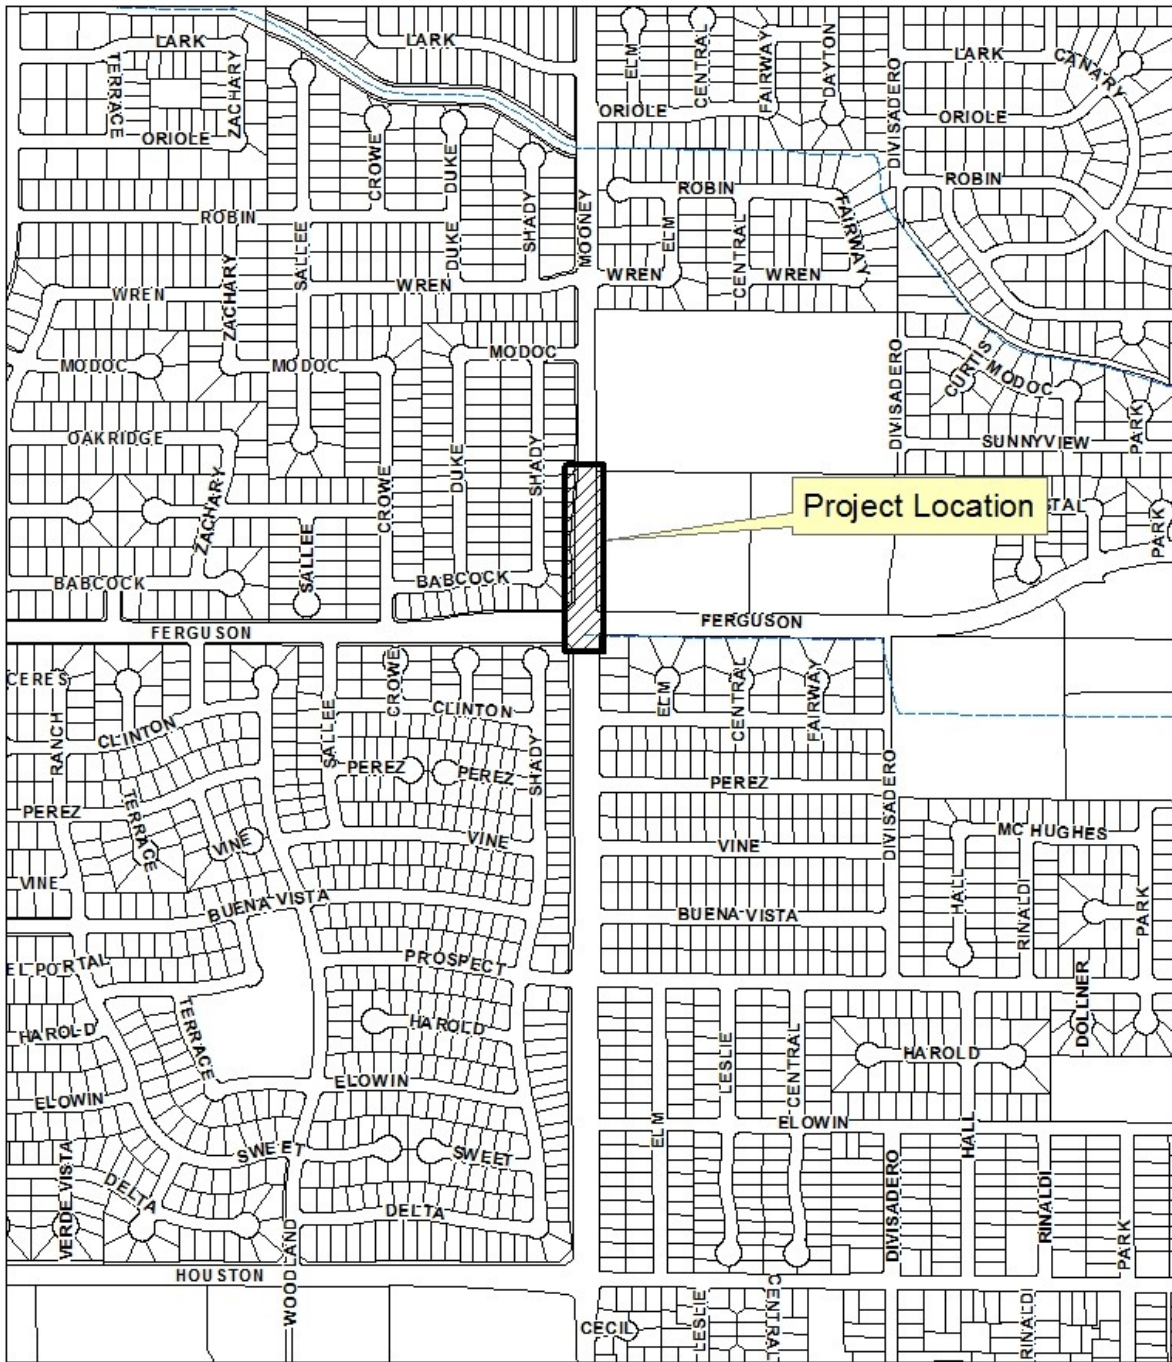 LARK
LARK
ELM
CENTRAL
FAIRWAY
DAYTON
DIVISADERO
LARK
CANARY
TERRACE
ZACHARY
ORIOLE
ORIOLE
ORIOLE
CROWE
DUKE
SHADY
MOONEY
ROBIN
ROBIN
ROBIN
SALLEE
DUKE
ELM
CENTRAL
FAIRWAY
WREN
WREN
WREN
WREN
ZACHARY
MODOC
MODOC
MODOC
DIVISADERO
CURTIS
MODOC
OAKRIDGE
DUKE
SHADY
SUNNYVIEW
PARK
CROWE
ZACHARY
SALLEE
Project Location
STAL
PARK
BABCOCK
BABCOCK
FERGUSON
FERGUSON
CERES
RANCH
CLINTON
SALLEE
CROWE
CLINTON
SHADY
ELM
CENTRAL
FAIRWAY
PEREZ
PEREZ
PEREZ
PEREZ
TERRACE
VINE
VINE
VINE
VINE
DIVISADERO
MC HUGHES
HALL
RINALDI
PARK
BUENA VISTA
BUENA VISTA
EL PORTAL
PROSPECT
DOLLNER
TERRACE
HAROLD
HAROLD
HAROLD
LESLIE
CENTRAL
ELOWIN
ELOWIN
ELOWIN
ELM
HALL
SWEET
SWEET
VERDE VISTA
DELTA
DELTA
DIVISADERO
RINALDI
PARK
HOUSTON
WOODLAND
CECIL
LESLIE
CENTRAL
RINALDI